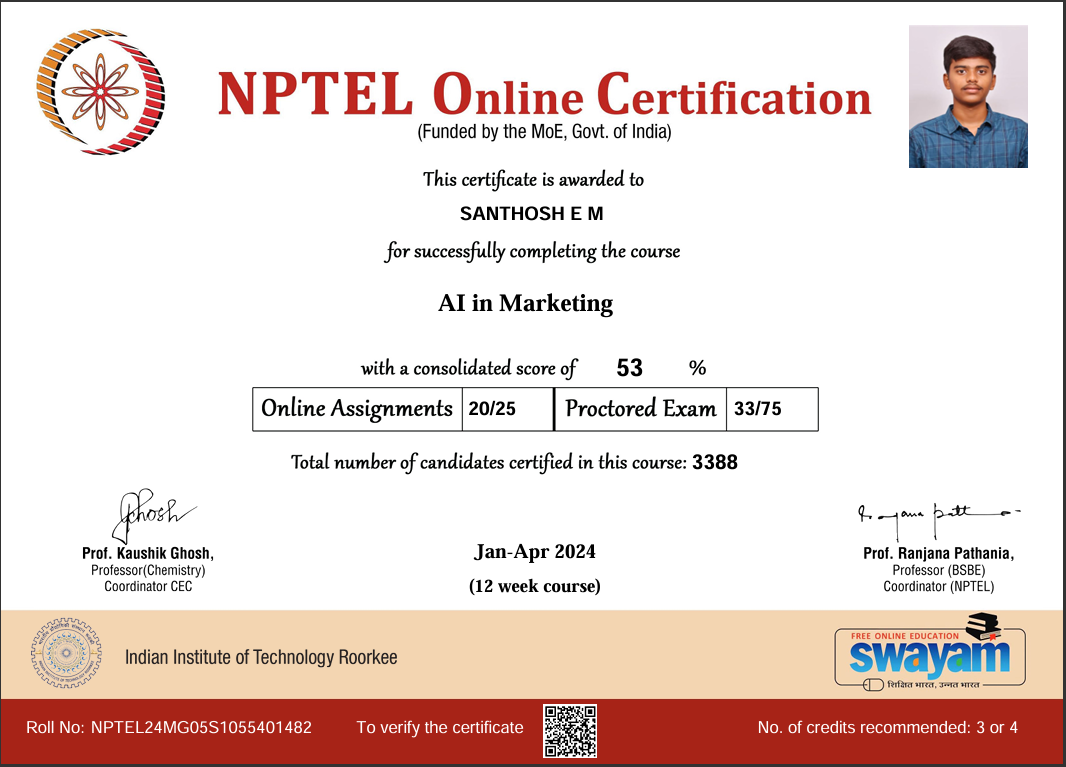 NPTEL Online Certification
(Funded by the MoE, Govt. of India)
This certificate is awarded to
SANTHOSH E M
for successfully completing the course
AI in Marketing
with a consolidated score of 53 %
Online Assignments 20/25 Proctored Exam 33/75
Total number of candidates certified in this course: 3388
Prof. Kaushik Ghosh,
Professor(Chemistry)
Coordinator CEC
Jan-Apr 2024
(12 week course)
Prof. Ranjana Pathania,
Professor (BSBE)
Coordinator (NPTEL)
Indian Institute of Technology Roorkee
FREE ONLINE EDUCATION
swayam
शिक्षित भारत, उन्नत भारत
Roll No: NPTEL24MG05S1055401482 To verify the certificate No. of credits recommended: 3 or 4